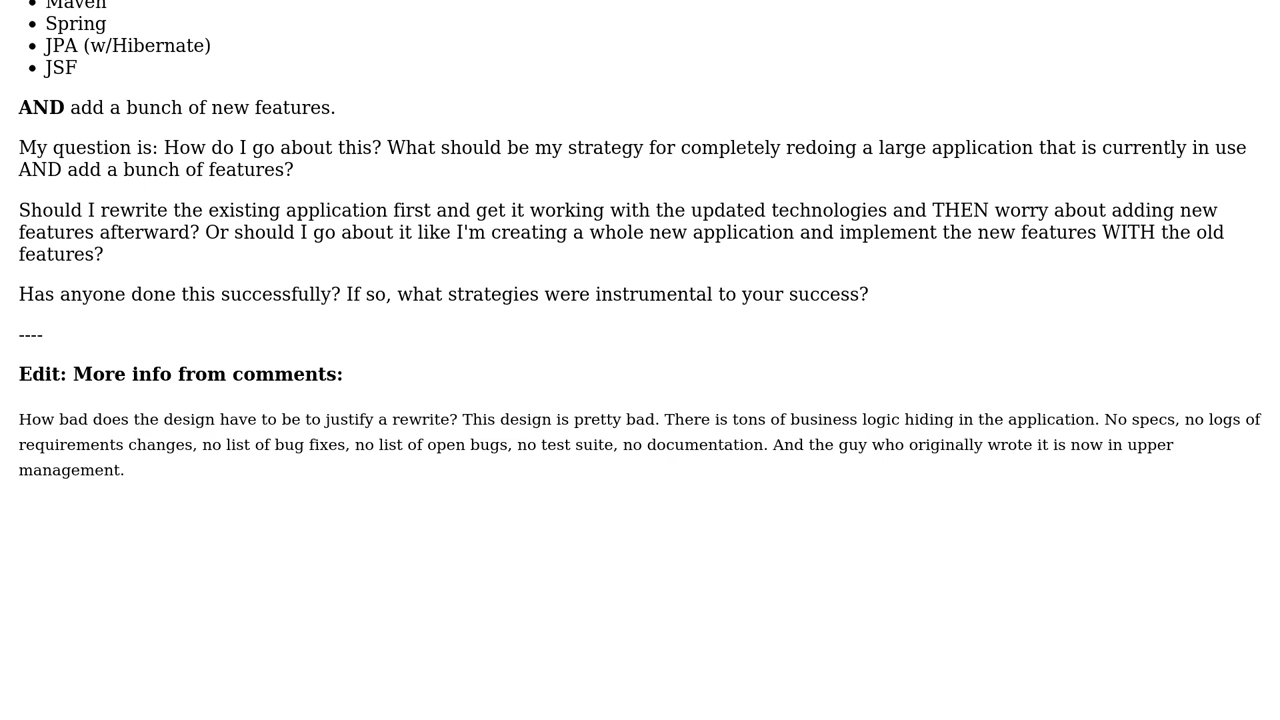 Maven
Spring
JPA (w/Hibernate)
JSF
AND add a bunch of new features.
My question is: How do I go about this? What should be my strategy for completely redoing a large application that is currently in use
AND add a bunch of features?
Should I rewrite the existing application first and get it working with the updated technologies and THEN worry about adding new
features afterward? Or should I go about it like I'm creating a whole new application and implement the new features WITH the old
features?
Has anyone done this successfully? If so, what strategies were instrumental to your success?
----
Edit: More info from comments:
How bad does the design have to be to justify a rewrite? This design is pretty bad. There is tons of business logic hiding in the application. No specs, no logs of
requirements changes, no list of bug fixes, no list of open bugs, no test suite, no documentation. And the guy who originally wrote it is now in upper
management.